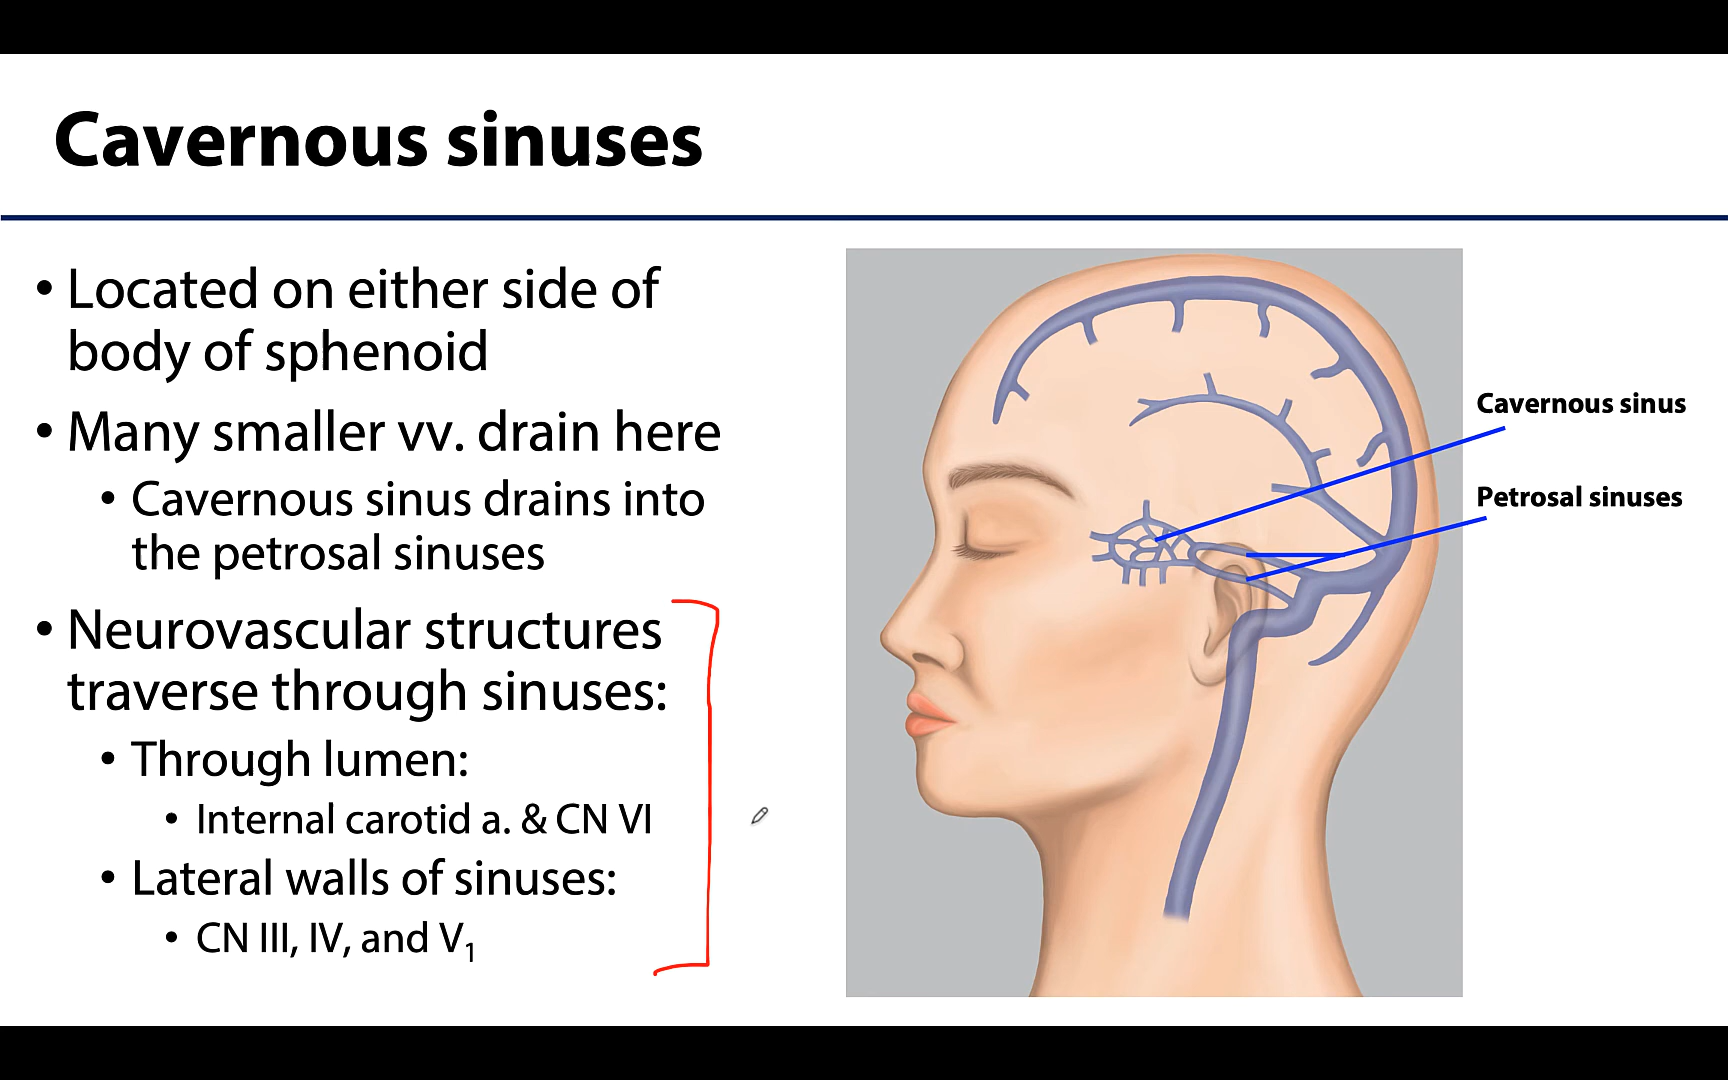 Cavernous sinuses
• Located on either side of
body of sphenoid
• Many smaller vv. drain here
• Cavernous sinus drains into
the petrosal sinuses
• Neurovascular structures
traverse through sinuses:
• Through lumen:
• Internal carotid a. & CN VI
• Lateral walls of sinuses:
• CN III, IV, and V₁
Cavernous sinus
Petrosal sinuses